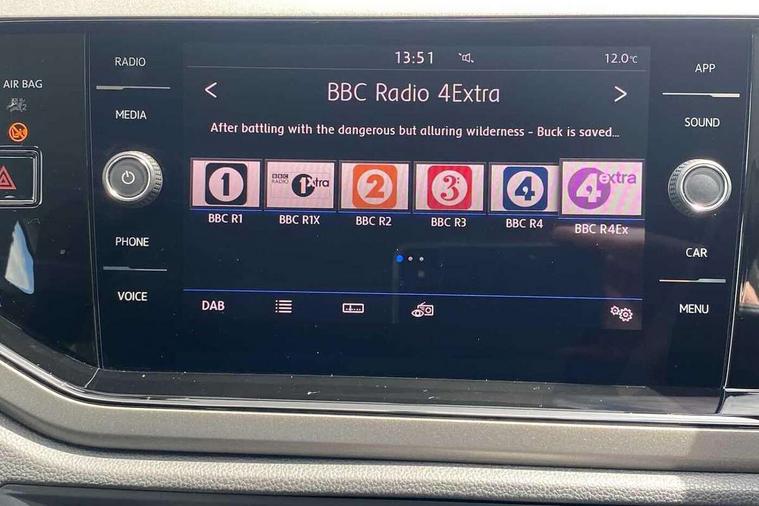 13:51 12.0°C
RADIO
APP
AIR BAG
< BBC Radio 4Extra >
MEDIA
SOUND
After battling with the dangerous but alluring wilderness - Buck is saved...
1
BBC RADIO 1Xtra
2
3
4
4 extra
BBC R1 BBC R1X BBC R2 BBC R3 BBC R4 BBC R4Ex
PHONE
CAR
VOICE
DAB
MENU